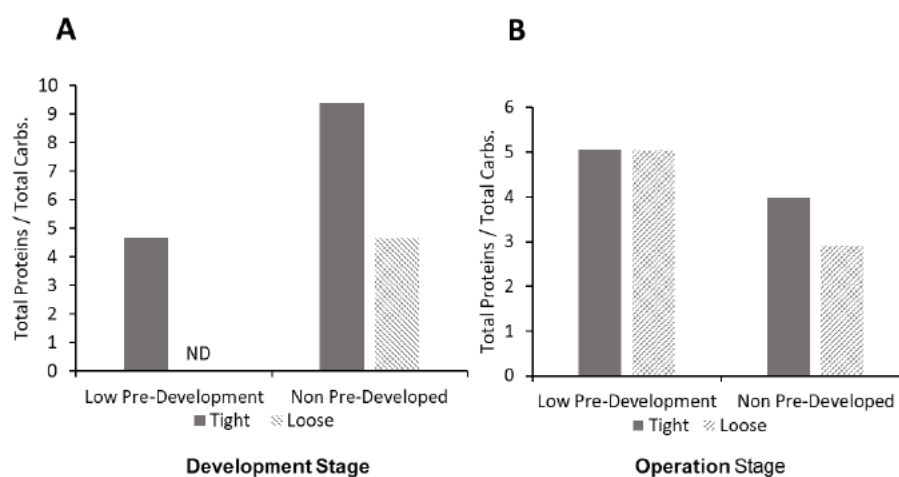 A
Total Proteins / Total Carbs.
10
9
8
7
6
5
4
3
2
1
0
ND
Low Pre-Development
Non Pre-Developed
Tight
Loose
Development Stage
B
Total Proteins / Total Carbs.
6
5
4
3
2
1
0
Low Pre-Development
Non Pre-Developed
Tight
Loose
Operation Stage